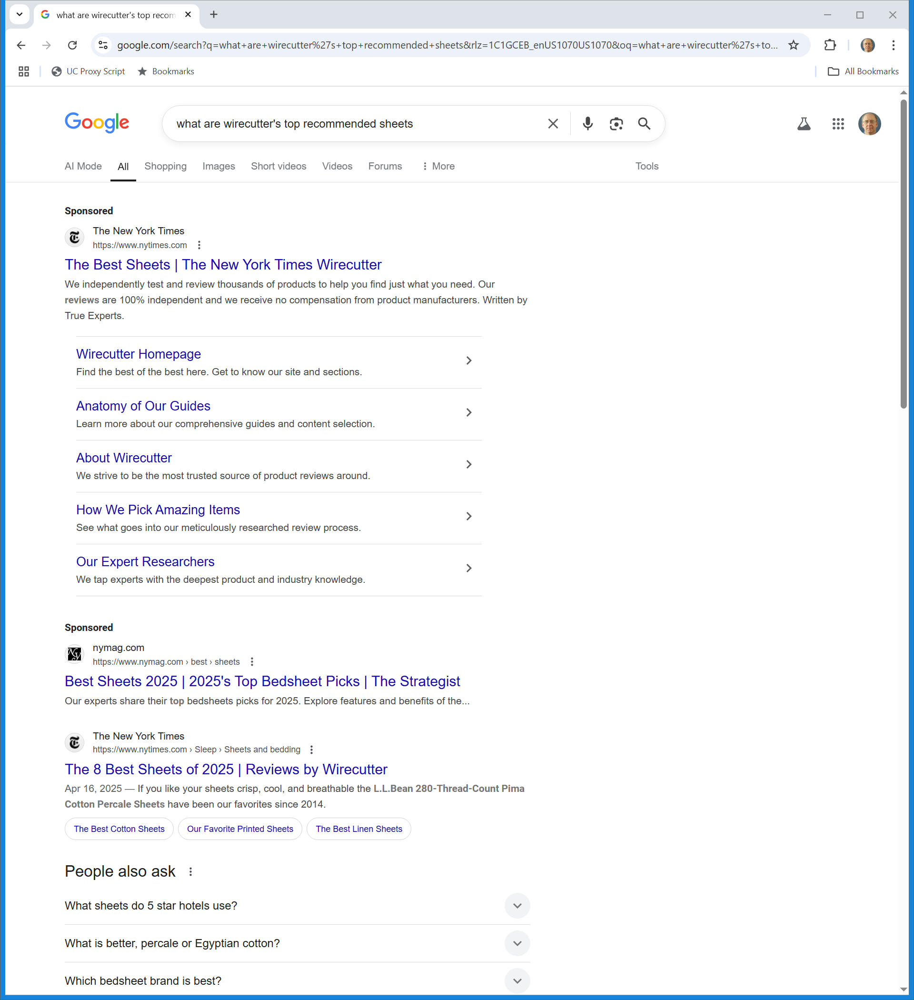 what are wirecutter's top recom
google.com/search?q=what+are+wirecutter%27s+top+recommended+sheets&rlz=1C1GCEB_enUS1070US1070&oq=what+are+wirecutter%27s+to...
UC Proxy Script
Bookmarks
All Bookmarks
Google
what are wirecutter's top recommended sheets
AI Mode
All
Shopping
Images
Short videos
Videos
Forums
More
Tools
Sponsored
The New York Times
https://www.nytimes.com
The Best Sheets | The New York Times Wirecutter
We independently test and review thousands of products to help you find just what you need. Our
reviews are 100% independent and we receive no compensation from product manufacturers. Written by
True Experts.
Wirecutter Homepage
Find the best of the best here. Get to know our site and sections.
Anatomy of Our Guides
Learn more about our comprehensive guides and content selection.
About Wirecutter
We strive to be the most trusted source of product reviews around.
How We Pick Amazing Items
See what goes into our meticulously researched review process.
Our Expert Researchers
We tap experts with the deepest product and industry knowledge.
Sponsored
nymag.com
https://www.nymag.com › best › sheets
Best Sheets 2025 | 2025's Top Bedsheet Picks | The Strategist
Our experts share their top bedsheets picks for 2025. Explore features and benefits of the...
The New York Times
https://www.nytimes.com › Sleep › Sheets and bedding
The 8 Best Sheets of 2025 | Reviews by Wirecutter
Apr 16, 2025 — If you like your sheets crisp, cool, and breathable the L.L.Bean 280-Thread-Count Pima
Cotton Percale Sheets have been our favorites since 2014.
The Best Cotton Sheets
Our Favorite Printed Sheets
The Best Linen Sheets
People also ask
What sheets do 5 star hotels use?
What is better, percale or Egyptian cotton?
Which bedsheet brand is best?